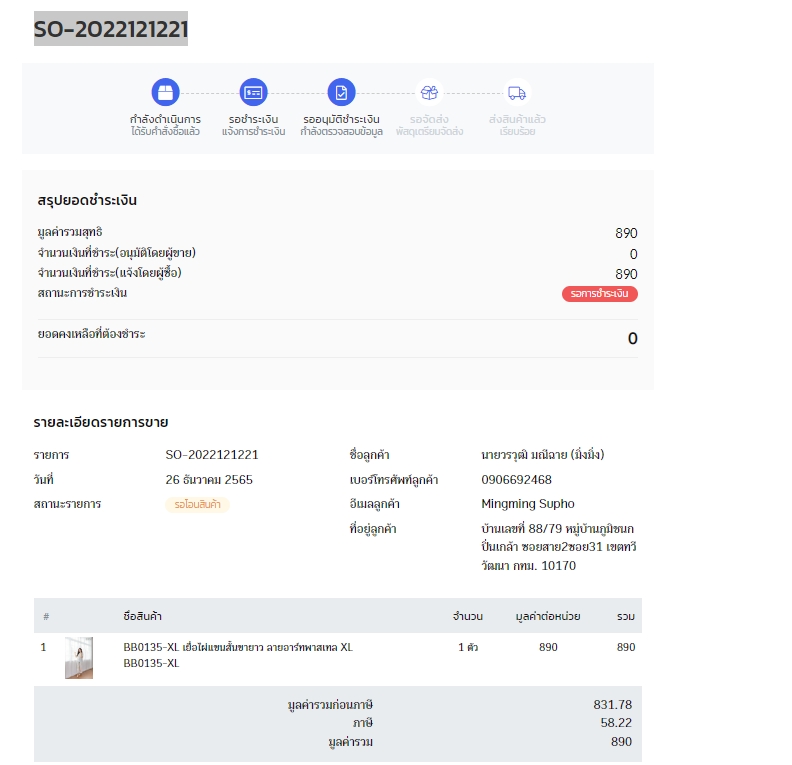 SO-2022121221
กำลังดำเนินการ
ได้รับคำสั่งซื้อแล้ว
รอชำระเงิน
แจ้งการชำระเงิน
รออนุมัติชำระเงิน
กำลังตรวจสอบข้อมูล
รอจัดส่ง
พัสดุเตรียมจัดส่ง
ส่งสินค้าแล้ว
เรียบร้อย
สรุปยอดชำระเงิน
มูลค่ารวมสุทธิ 890
จำนวนเงินที่ชำระ(อนุมัติโดยผู้ขาย) 0
จำนวนเงินที่ชำระ(แจ้งโดยผู้ซื้อ) 890
สถานะการชำระเงิน รอการชำระเงิน
ยอดคงเหลือที่ต้องชำระ 0
รายละเอียดรายการขาย
รายการ SO-2022121221 ชื่อลูกค้า นายวรวุฒิ มณีฉาย (มิ่งมิ่ง)
วันที่ 26 ธันวาคม 2565 เบอร์โทรศัพท์ลูกค้า 0906692468
สถานะรายการ รอโอนสินค้า อีเมลลูกค้า Mingming Supho
ที่อยู่ลูกค้า บ้านเลขที่ 88/79 หมู่บ้านภูมิชนก
ปิ่นเกล้า ซอยสาย2ซอย31 เขตทวี
วัฒนา กทม. 10170
# ชื่อสินค้า จำนวน มูลค่าต่อหน่วย รวม
1 BB0135-XL เยื่อไผ่แขนสั้นขายาว ลายอาร์ทพาสเทล XL 1 ตัว 890 890
BB0135-XL
มูลค่ารวมก่อนภาษี 831.78
ภาษี 58.22
มูลค่ารวม 890